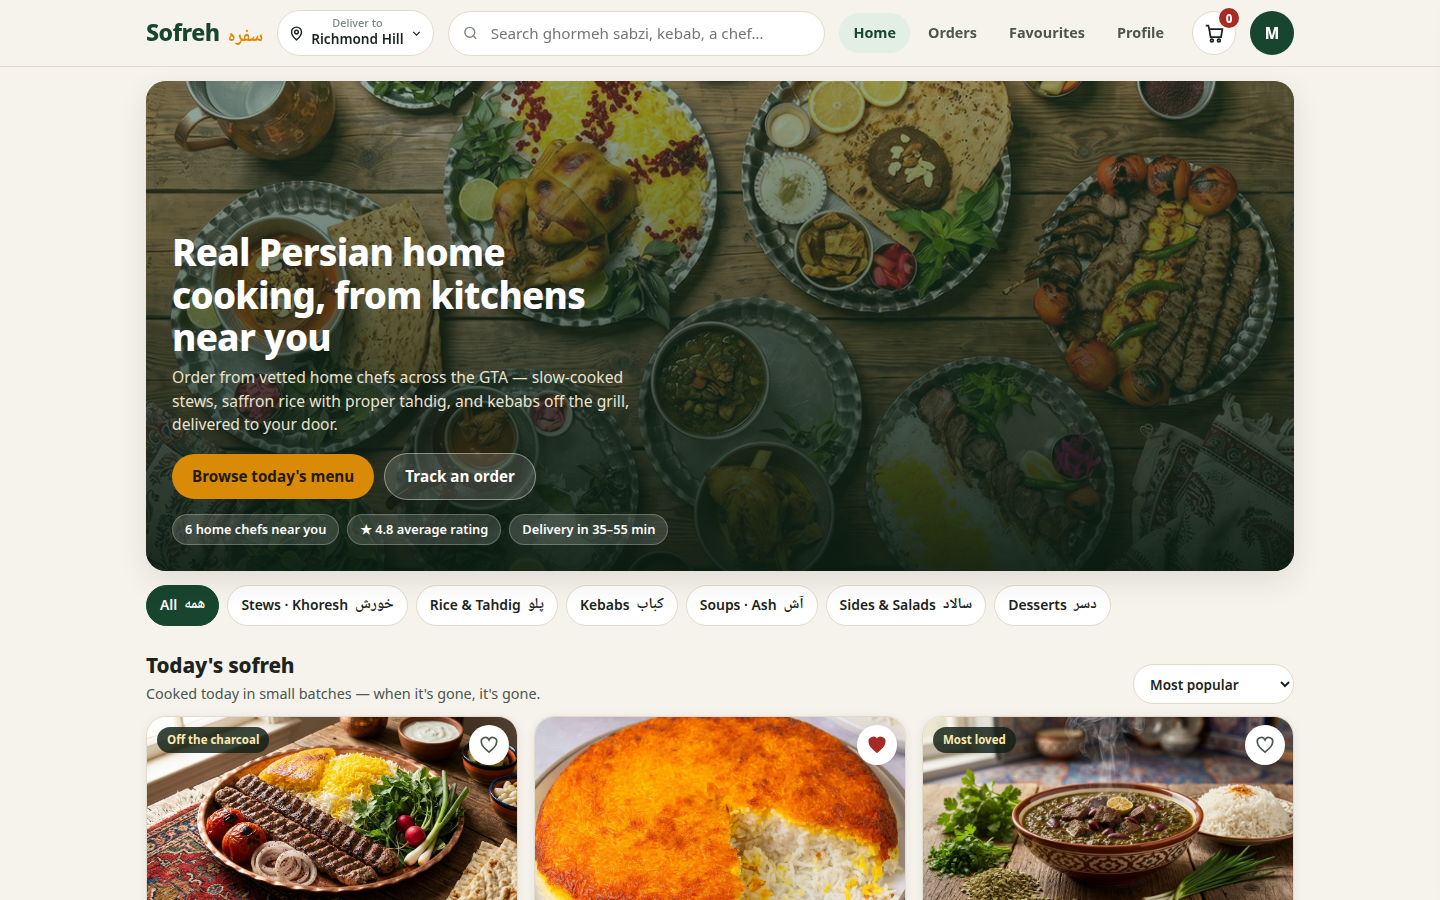 Sofreh سفره
Deliver to
Richmond Hill
Search ghormeh sabzi, kebab, a chef...
Home
Orders
Favourites
Profile
0
M
Real Persian home
cooking, from kitchens
near you
Order from vetted home chefs across the GTA — slow-cooked
stews, saffron rice with proper tahdig, and kebabs off the grill,
delivered to your door.
Browse today's menu
Track an order
6 home chefs near you
★ 4.8 average rating
Delivery in 35–55 min
All همه
Stews · Khoresh خورش
Rice & Tahdig پلو
Kebabs کباب
Soups · Ash آش
Sides & Salads سالاد
Desserts دسر
Today's sofreh
Cooked today in small batches — when it's gone, it's gone.
Most popular
Off the charcoal
Most loved